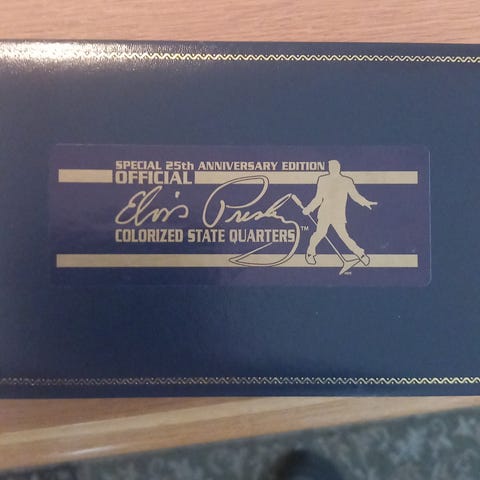 SPECIAL 25th ANNIVERSARY EDITION
OFFICIAL
Elvis Presley
COLORIZED STATE QUARTERS™